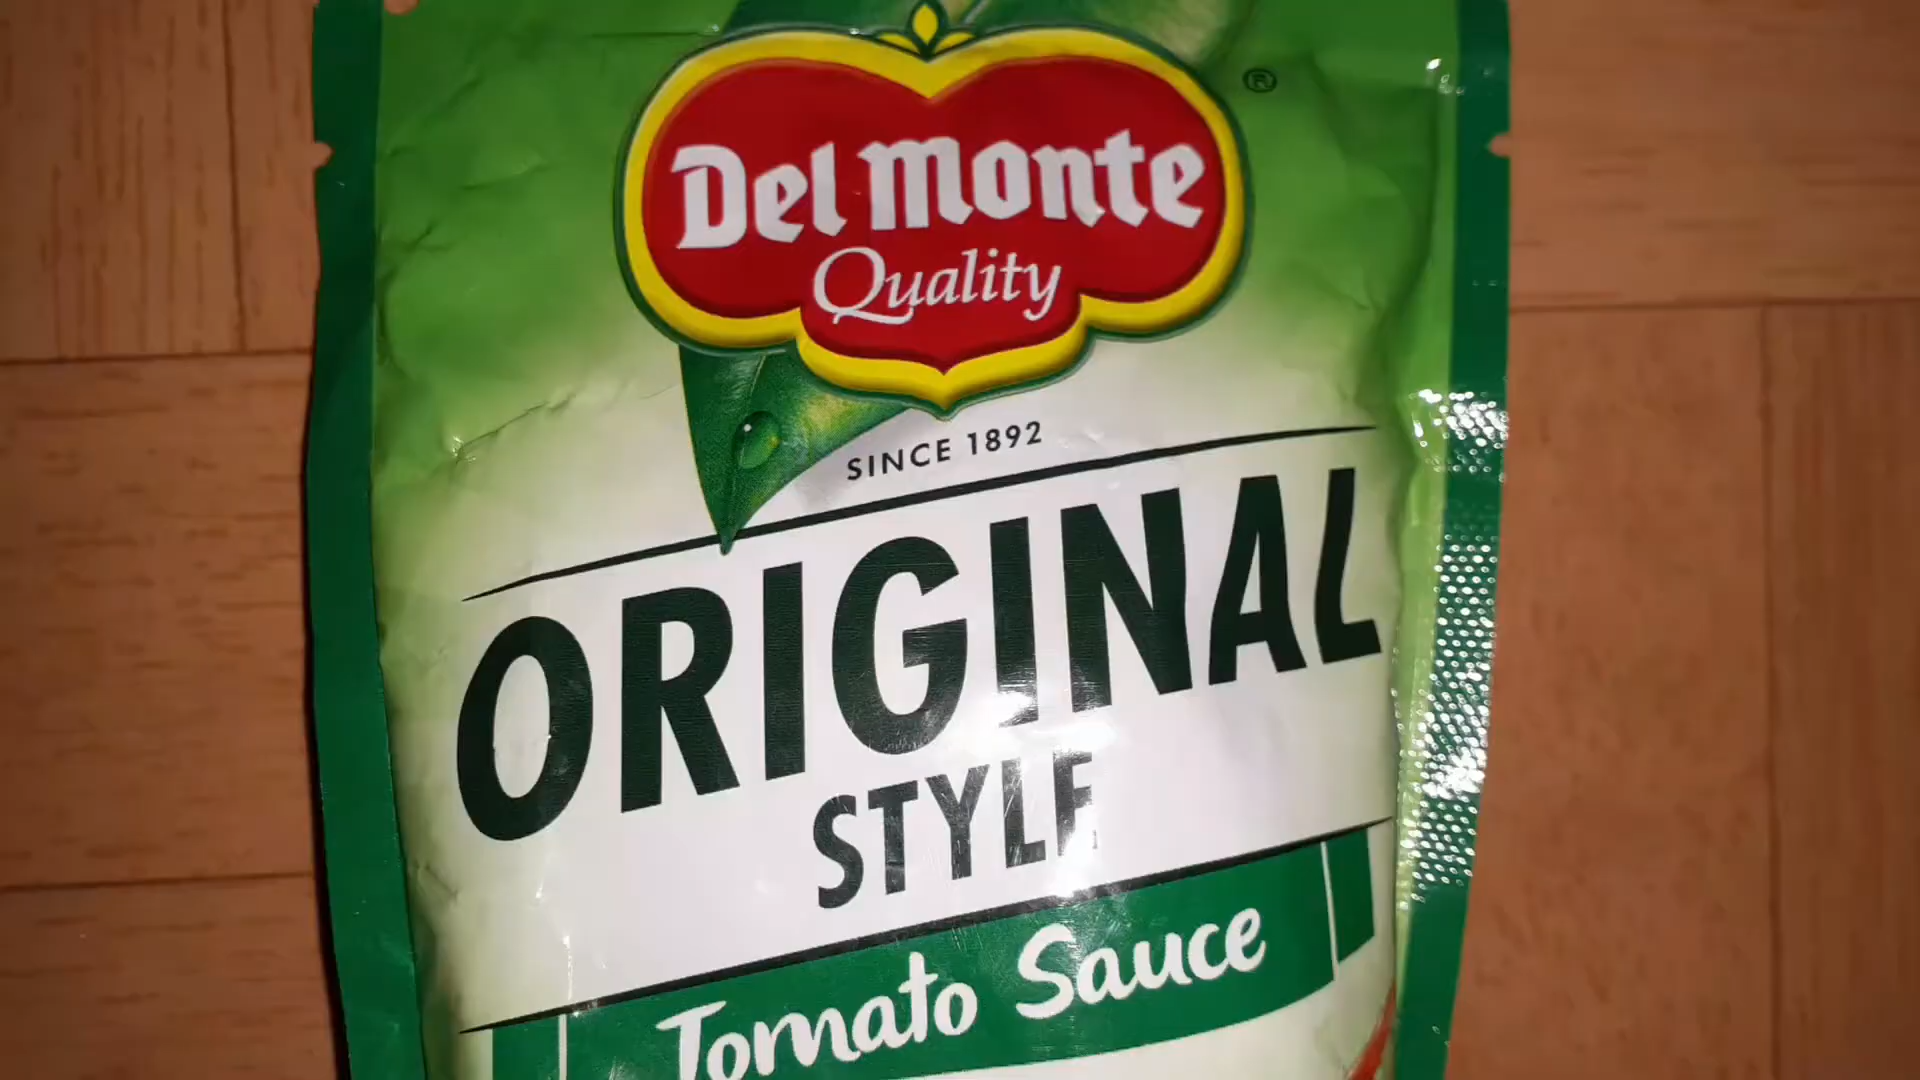 Del Monte
®
Quality
SINCE 1892
ORIGINAL
STYLE
Tomato Sauce